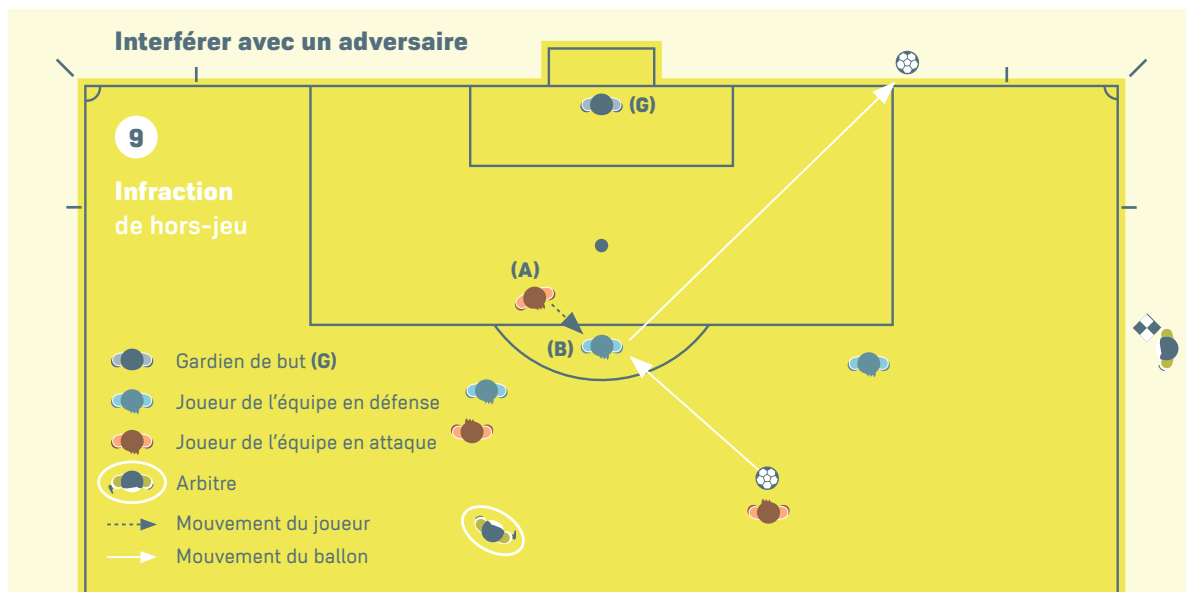 Interférer avec un adversaire
(G)
9
Infraction
de hors-jeu
(A)
(B)
Gardien de but (G)
Joueur de l'équipe en défense
Joueur de l'équipe en attaque
Arbitre
Mouvement du joueur
Mouvement du ballon